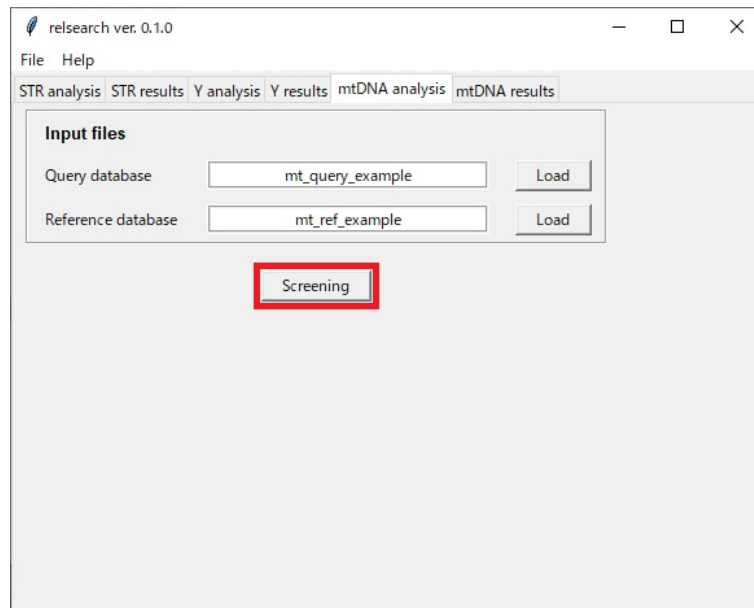 relsearch ver. 0.1.0
File Help
STR analysis STR results Y analysis Y results mtDNA analysis mtDNA results
Input files
Query database mt_query_example Load
Reference database mt_ref_example Load
Screening